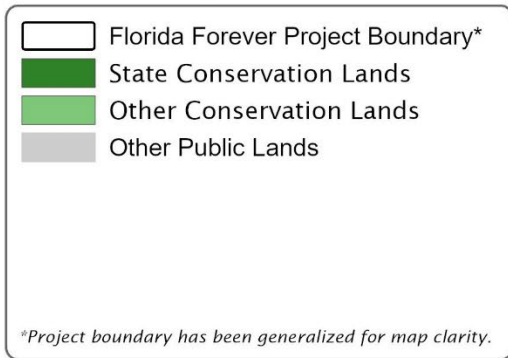 Florida Forever Project Boundary*
State Conservation Lands
Other Conservation Lands
Other Public Lands
*Project boundary has been generalized for map clarity.